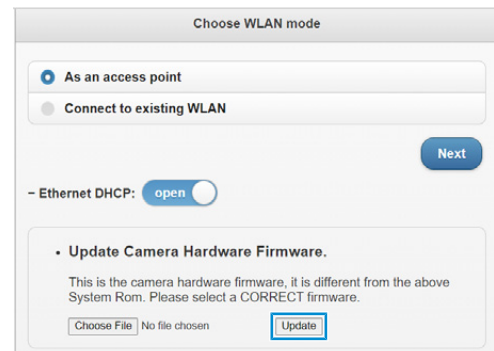 Choose WLAN mode
As an access point
Connect to existing WLAN
Next
– Ethernet DHCP: open
• Update Camera Hardware Firmware.
This is the camera hardware firmware, it is different from the above
System Rom. Please select a CORRECT firmware.
Choose File No file chosen Update